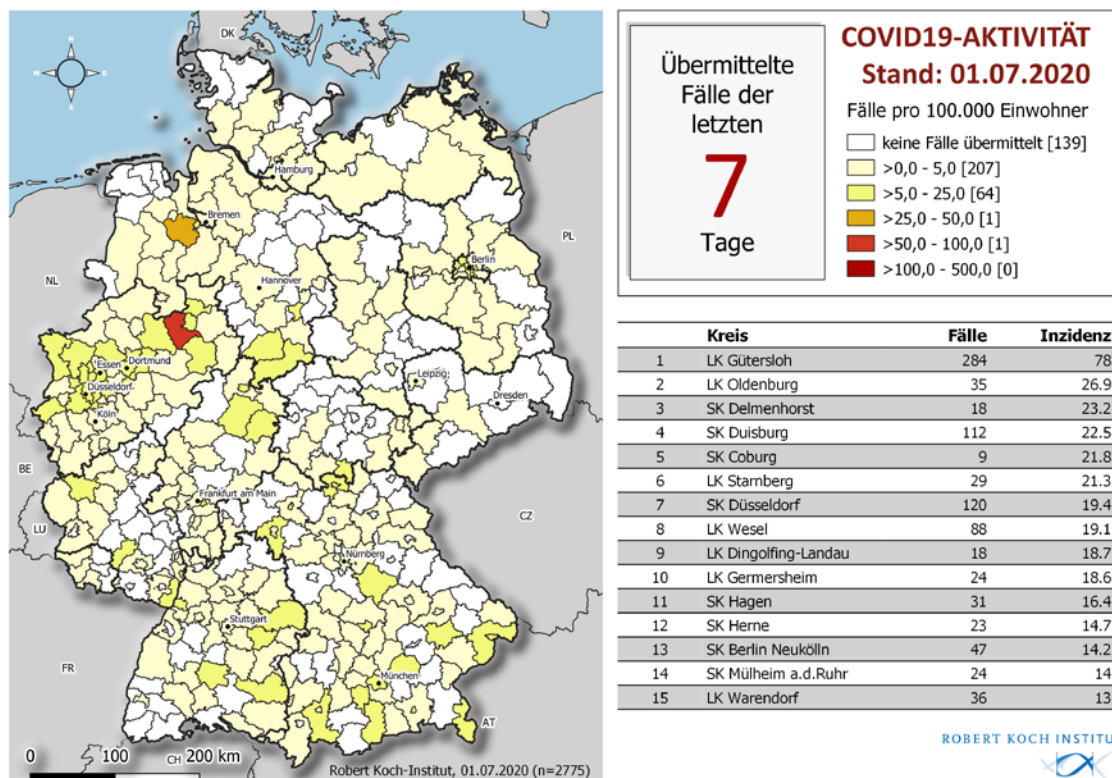 DK
PL
NL
BE
LU
FR
CH
AT
CZ
Hamburg
Bremen
Berlin
Hannover
Essen
Dortmund
Düsseldorf
Köln
Leipzig
Dresden
Frankfurt am Main
Nürnberg
Stuttgart
München
0 100 200 km
Robert Koch-Institut, 01.07.2020 (n=2775)
Übermittelte
Fälle der
letzten
7
Tage
COVID19-AKTIVITÄT
Stand: 01.07.2020
Fälle pro 100.000 Einwohner
keine Fälle übermittelt [139]
>0,0 - 5,0 [207]
>5,0 - 25,0 [64]
>25,0 - 50,0 [1]
>50,0 - 100,0 [1]
>100,0 - 500,0 [0]
Kreis Fälle Inzidenz
1 LK Gütersloh 284 78
2 LK Oldenburg 35 26.9
3 SK Delmenhorst 18 23.2
4 SK Duisburg 112 22.5
5 SK Coburg 9 21.8
6 LK Starnberg 29 21.3
7 SK Düsseldorf 120 19.4
8 LK Wesel 88 19.1
9 LK Dingolfing-Landau 18 18.7
10 LK Germersheim 24 18.6
11 SK Hagen 31 16.4
12 SK Herne 23 14.7
13 SK Berlin Neukölln 47 14.2
14 SK Mülheim a.d.Ruhr 24 14
15 LK Warendorf 36 13
ROBERT KOCH INSTITU